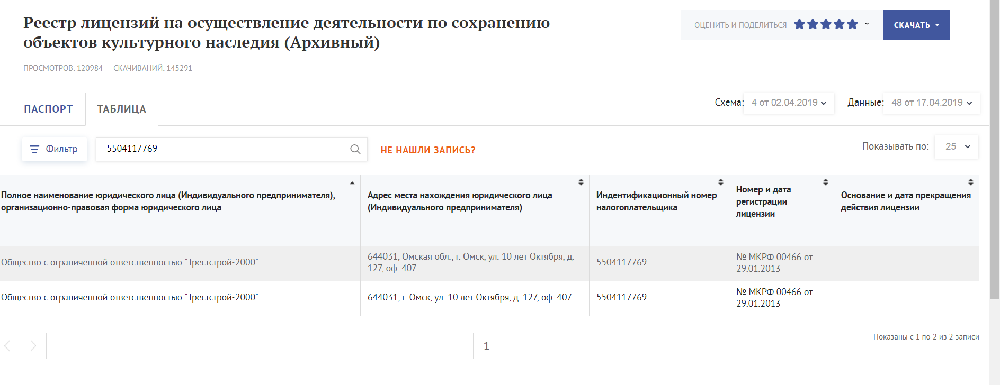 Реестр лицензий на осуществление деятельности по сохранению
объектов культурного наследия (Архивный)
ОЦЕНИТЬ И ПОДЕЛИТЬСЯ
СКАЧАТЬ
ПРОСМОТРОВ: 120984 СКАЧИВАНИЙ: 145291
ПАСПОРТ ТАБЛИЦА
Схема: 4 от 02.04.2019 Данные: 48 от 17.04.2019
Фильтр 5504117769 НЕ НАШЛИ ЗАПИСЬ? Показывать по: 25
Полное наименование юридического лица (Индивидуального предпринимателя),
организационно-правовая форма юридического лица
Адрес места нахождения юридического лица
(Индивидуального предпринимателя)
Индентификационный номер
налогоплательщика
Номер и дата
регистрации
лицензии
Основание и дата прекращения
действия лицензии
Общество с ограниченной ответственностью "Трестстрой-2000"
644031, Омская обл., г. Омск, ул. 10 лет Октября, д.
127, оф. 407
5504117769
№ МКРФ 00466 от
29.01.2013
Общество с ограниченной ответственностью "Трестстрой-2000"
644031, г. Омск, ул. 10 лет Октября, д. 127, оф. 407
5504117769
№ МКРФ 00466 от
29.01.2013
1
Показаны с 1 по 2 из 2 записи